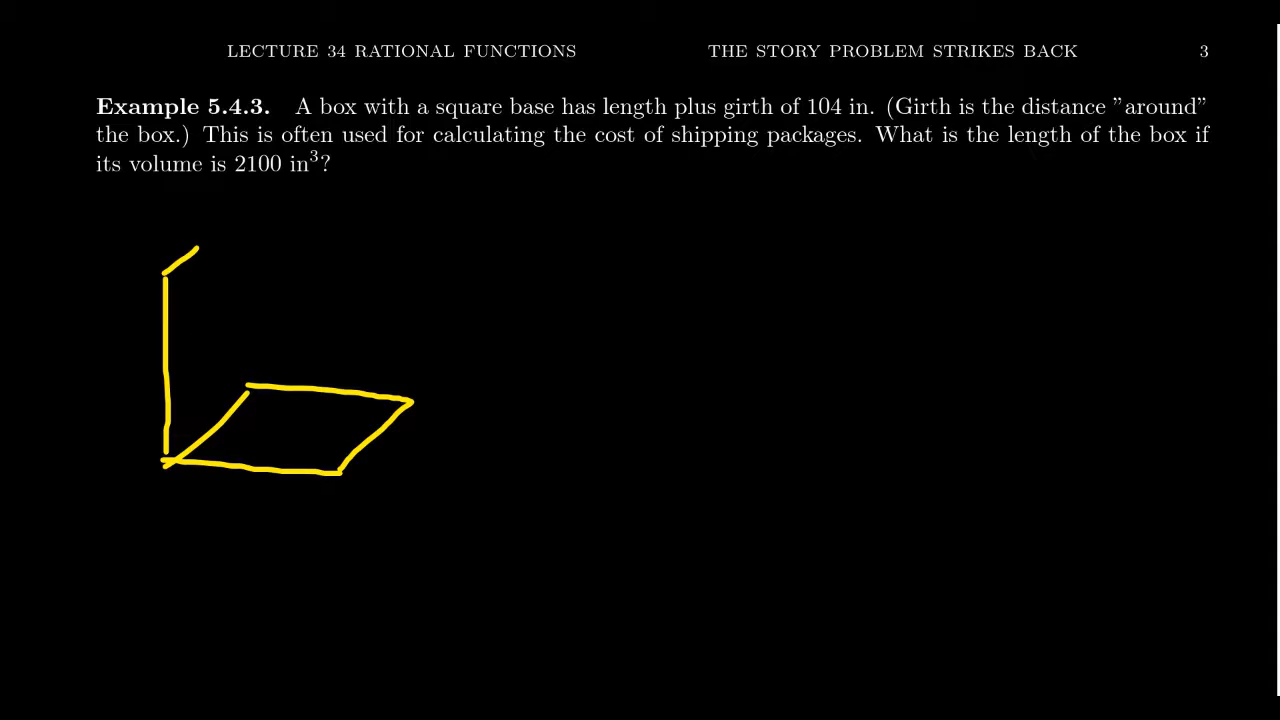 LECTURE 34 RATIONAL FUNCTIONS THE STORY PROBLEM STRIKES BACK 3
Example 5.4.3. A box with a square base has length plus girth of 104 in. (Girth is the distance ”around”
the box.) This is often used for calculating the cost of shipping packages. What is the length of the box if
its volume is 2100 in³?